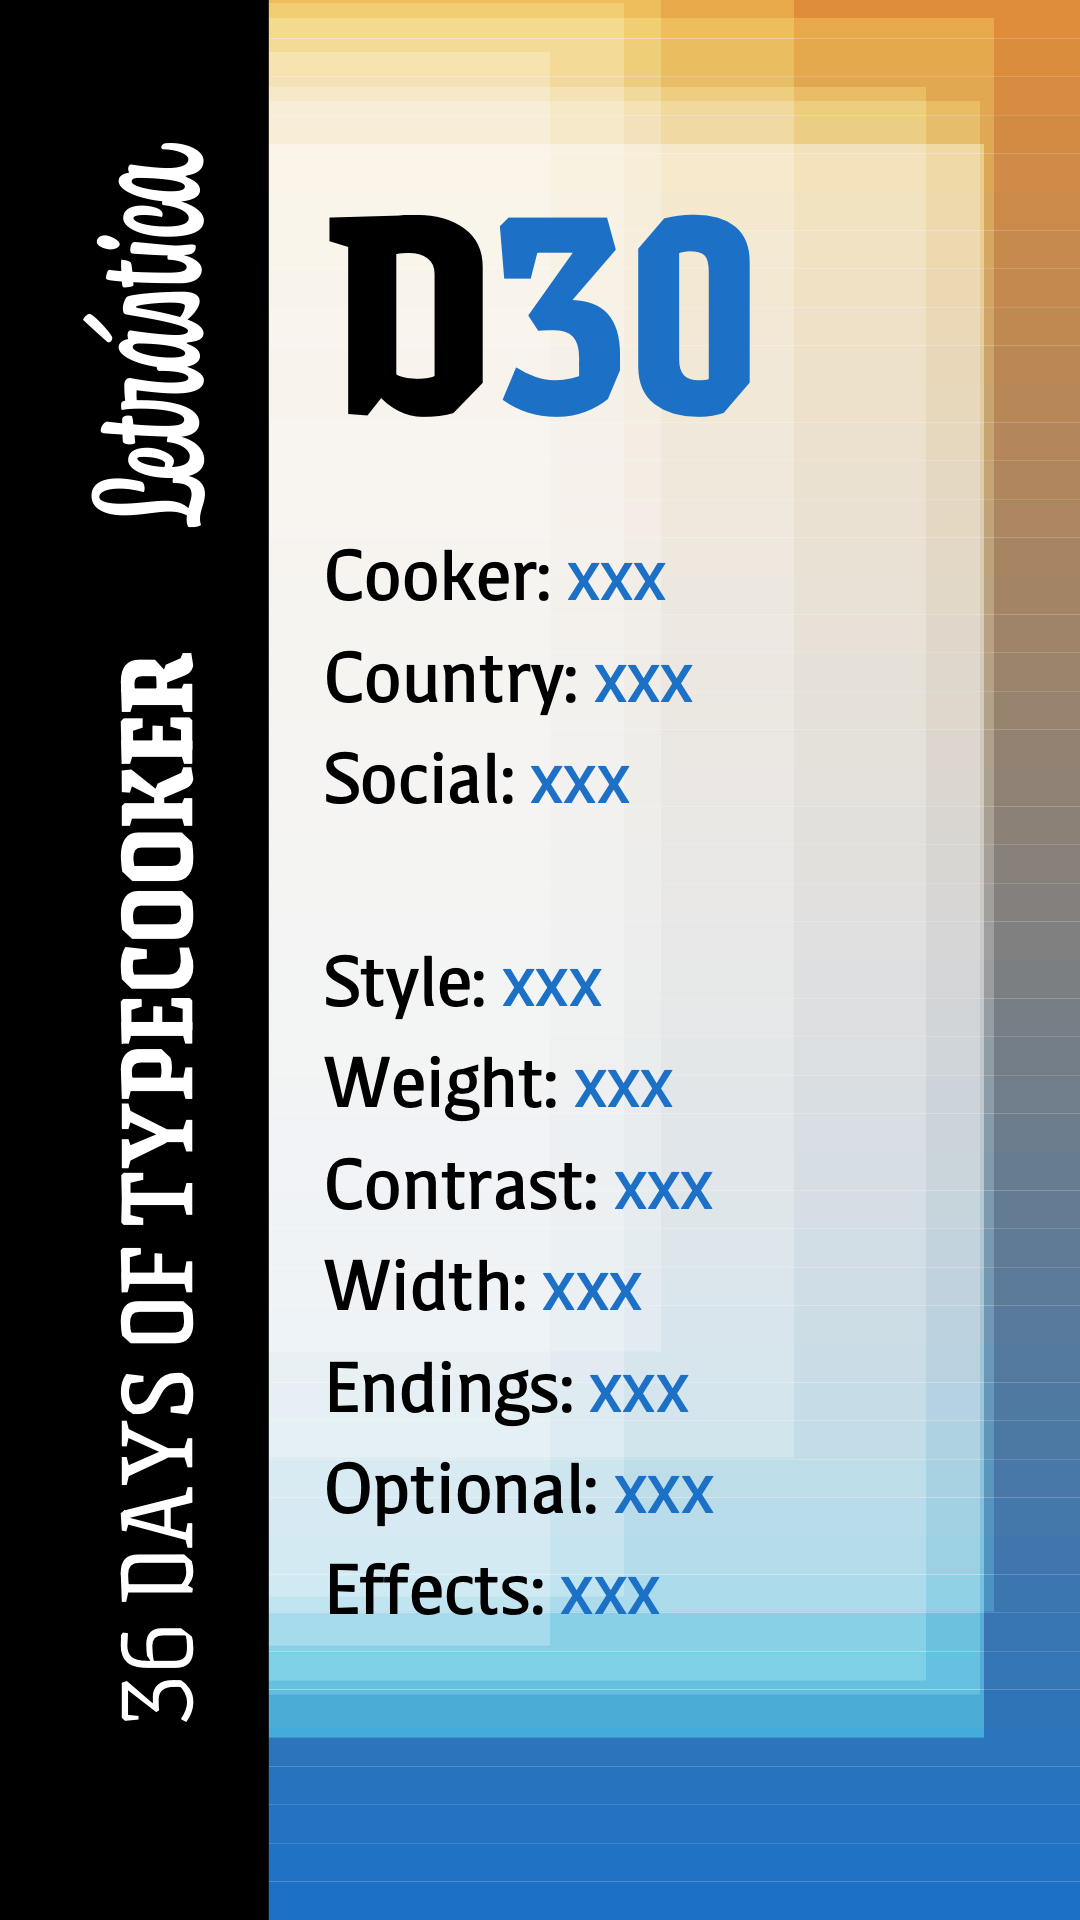 Letrástica
36 DAYS OF TYPECOOKER
D30
Cooker: xxx
Country: xxx
Social: xxx
Style: xxx
Weight: xxx
Contrast: xxx
Width: xxx
Endings: xxx
Optional: xxx
Effects: xxx